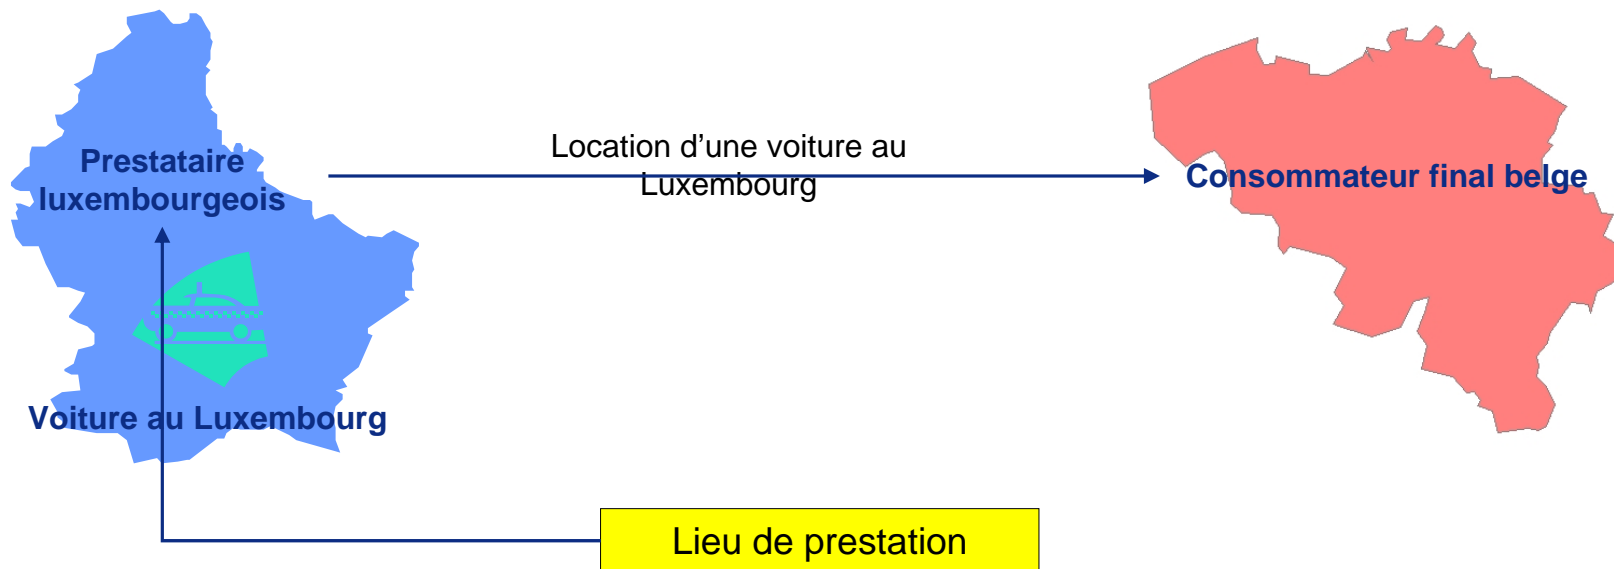 Location d'une voiture au
Luxembourg
Prestataire
luxembourgeois
Consommateur final belge
Voiture au Luxembourg
Lieu de prestation